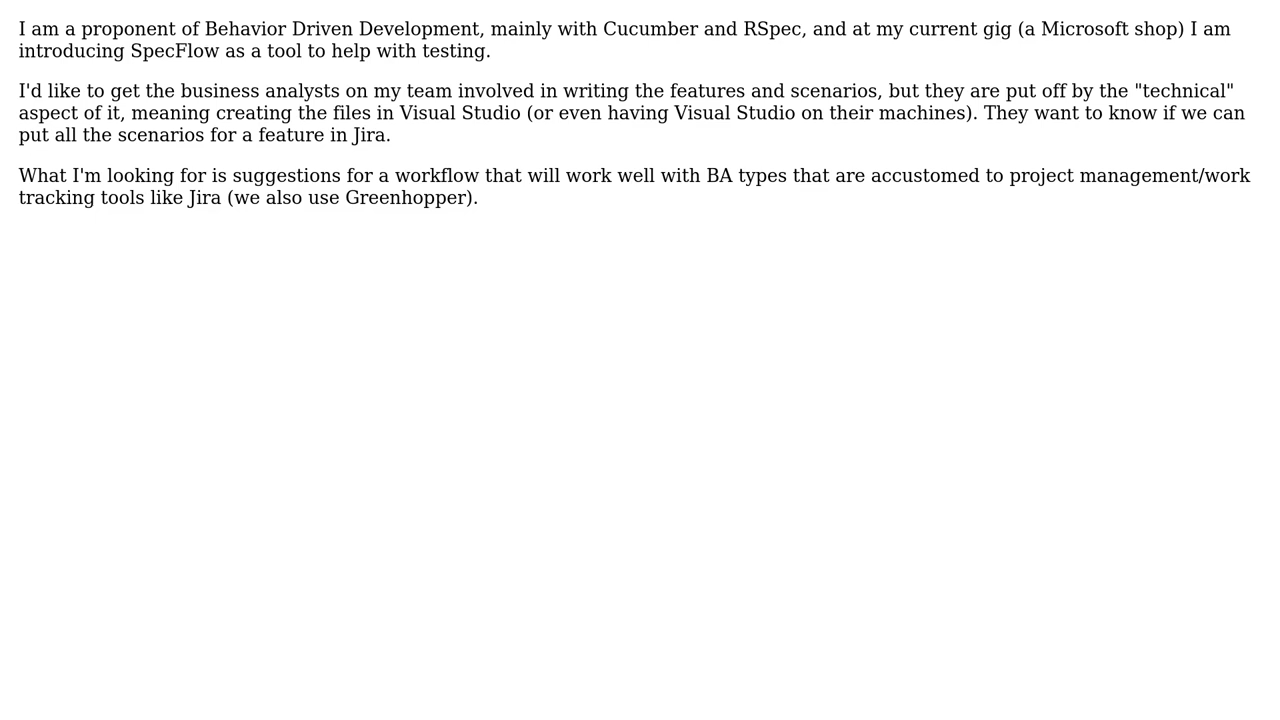 I am a proponent of Behavior Driven Development, mainly with Cucumber and RSpec, and at my current gig (a Microsoft shop) I am
introducing SpecFlow as a tool to help with testing.
I'd like to get the business analysts on my team involved in writing the features and scenarios, but they are put off by the "technical"
aspect of it, meaning creating the files in Visual Studio (or even having Visual Studio on their machines). They want to know if we can
put all the scenarios for a feature in Jira.
What I'm looking for is suggestions for a workflow that will work well with BA types that are accustomed to project management/work
tracking tools like Jira (we also use Greenhopper).